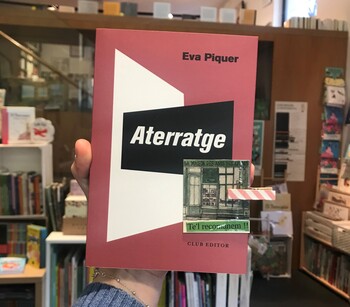 Eva Piquer
Aterratge
Te'l recomanem !!
CLUB EDITOR